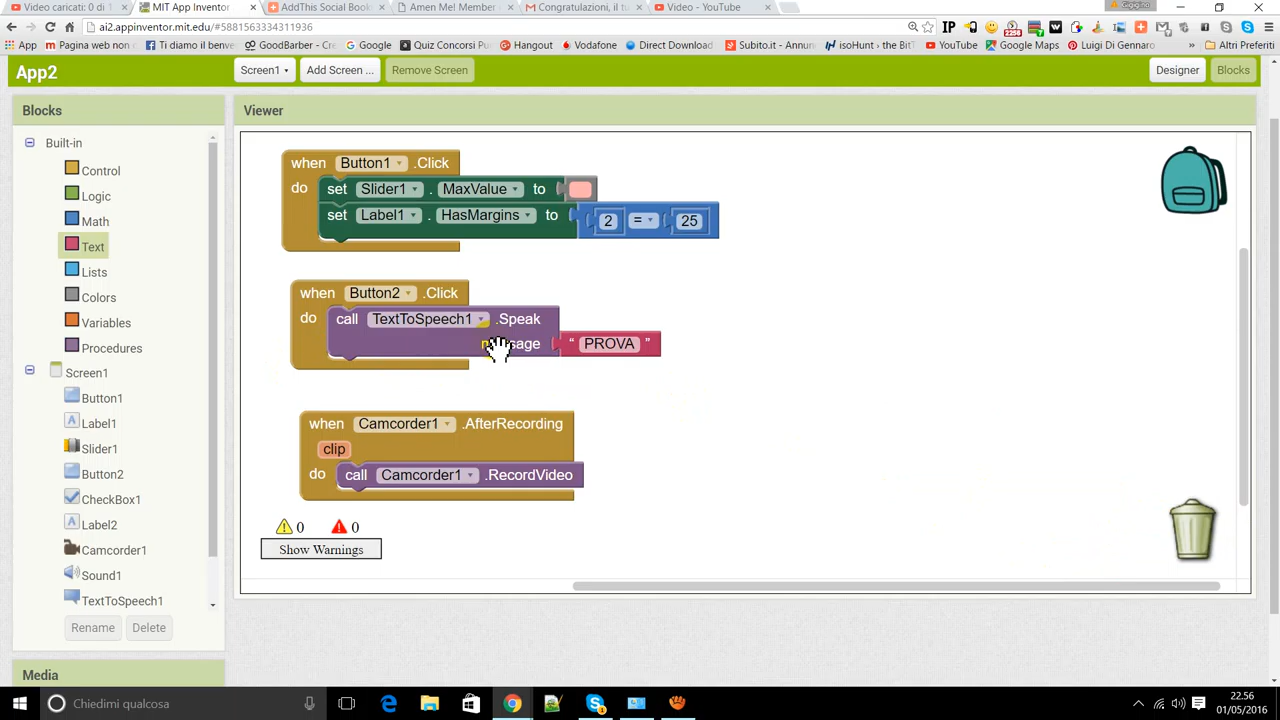 Video caricati: 0 di 1
MIT App Inventor
AddThis Social Book
Amen Me! Member
Congratulazioni, il tu
Video - YouTube
Gigigino
ai2.appinventor.mit.edu/#5881563334311936
App
Pagina web non disp
Ti diamo il benve
GoodBarber
Google
Quiz Concorsi Pu
Hangout
Vodafone
Direct Download
Subito.it - Annun
isoHunt - the BitT
YouTube
Google Maps
Luigi Di Gennaro
Altri Preferiti
App2
Screen1
Add Screen ...
Remove Screen
Designer
Blocks
Blocks
Viewer
Built-in
Control
Logic
Math
Text
Lists
Colors
Variables
Procedures
Screen1
Button1
Label1
Slider1
Button2
CheckBox1
Label2
Camcorder1
Sound1
TextToSpeech1
Rename
Delete
Media
when Button1 .Click
do set Slider1 . MaxValue to
set Label1 . HasMargins to 2 = 25
when Button2 .Click
do call TextToSpeech1 .Speak
“ PROVA ”
when Camcorder1 .AfterRecording
clip
do call Camcorder1 .RecordVideo
0 0
Show Warnings
Chiedimi qualcosa
22.56
01/05/2016